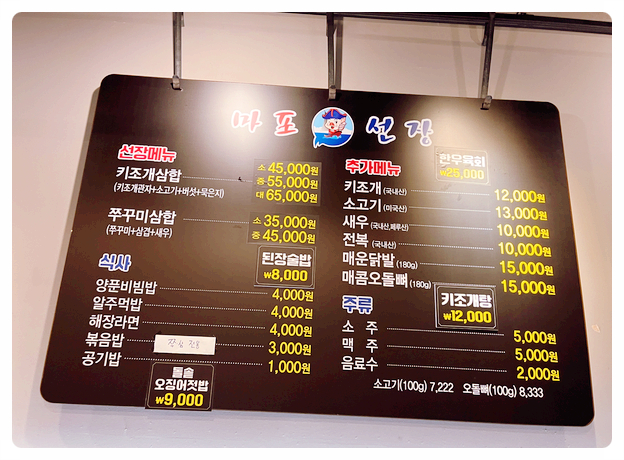 마포 선장
선장메뉴
키조개삼합
(키조개관자+소고기+버섯+묵은지)
소 45,000원
중 55,000원
대 65,000원
쭈꾸미삼합
(쭈꾸미+삼겹+새우)
소 35,000원
중 45,000원
식사
된장술밥
₩8,000
양푼비빔밥 4,000원
알주먹밥 4,000원
해장라면 4,000원
볶음밥 3,000원
공기밥 1,000원
돌솥
오징어젓밥
₩9,000
추가메뉴
한우육회
₩25,000
키조개 (국내산) 12,000원
소고기 (미국산) 13,000원
새우 (국내산,페루산) 10,000원
전복 (국내산) 10,000원
매운닭발 (180g) 15,000원
매콤오돌뼈 (180g) 15,000원
주류
키조개탕
₩12,000
소 주 5,000원
맥 주 5,000원
음료수 2,000원
소고기(100g) 7,222 오돌뼈(100g) 8,333